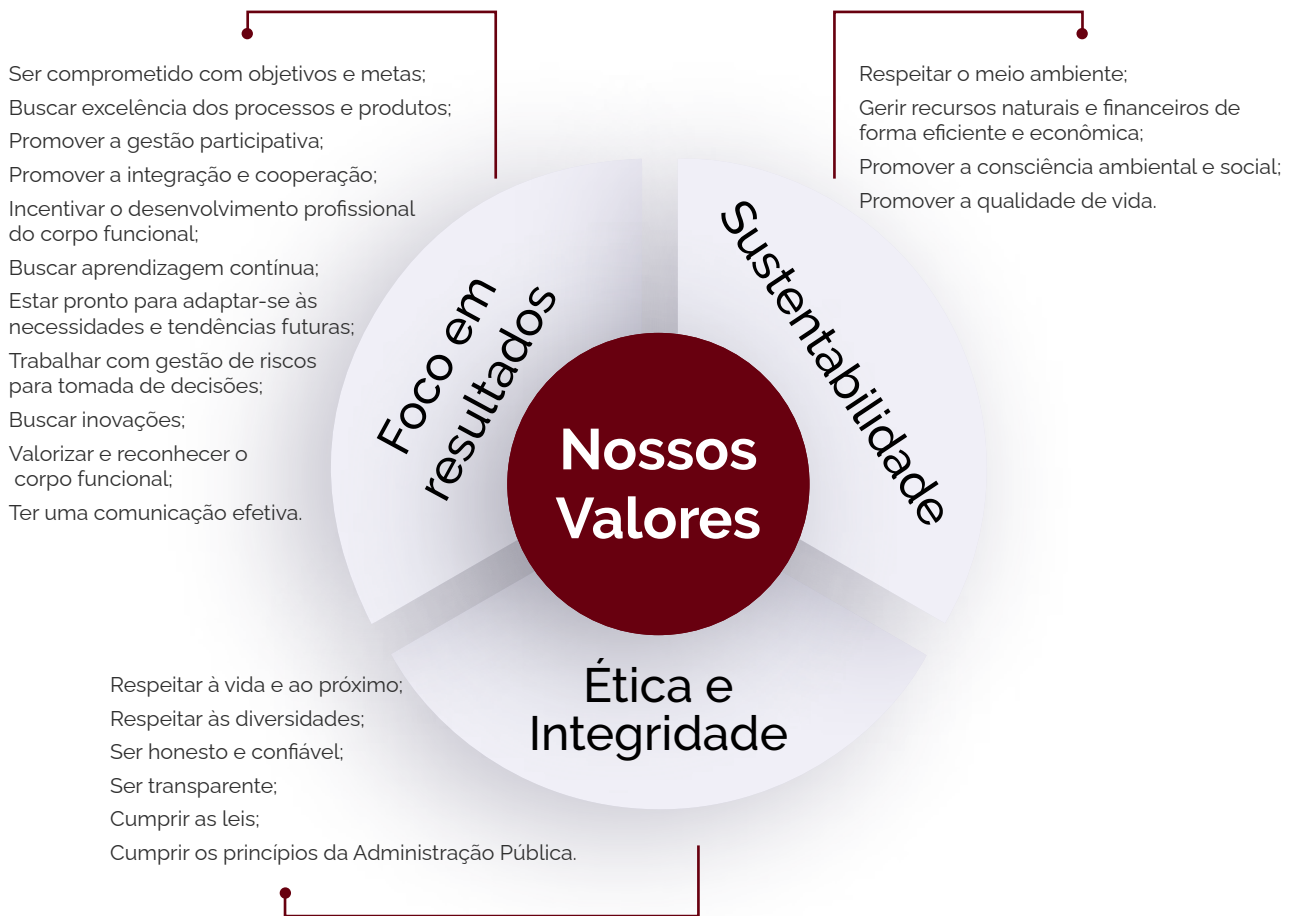 Ser comprometido com objetivos e metas;
Buscar excelência dos processos e produtos;
Promover a gestão participativa;
Promover a integração e cooperação;
Incentivar o desenvolvimento profissional
do corpo funcional;
Buscar aprendizagem contínua;
Estar pronto para adaptar-se às
necessidades e tendências futuras;
Trabalhar com gestão de riscos
para tomada de decisões;
Buscar inovações;
Valorizar e reconhecer o
corpo funcional;
Ter uma comunicação efetiva.
Foco em
resultados
Respeitar o meio ambiente;
Gerir recursos naturais e financeiros de
forma eficiente e econômica;
Promover a consciência ambiental e social;
Promover a qualidade de vida.
Sustentabilidade
Nossos
Valores
Ética e
Integridade
Respeitar à vida e ao próximo;
Respeitar às diversidades;
Ser honesto e confiável;
Ser transparente;
Cumprir as leis;
Cumprir os princípios da Administração Pública.